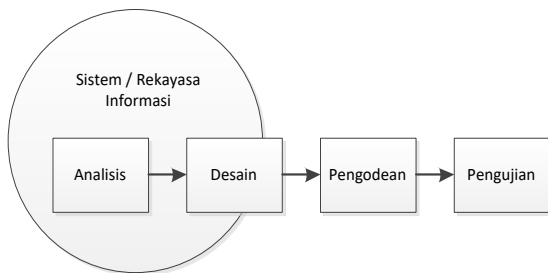 Sistem / Rekayasa
Informasi
Analisis
Desain
Pengodean
Pengujian